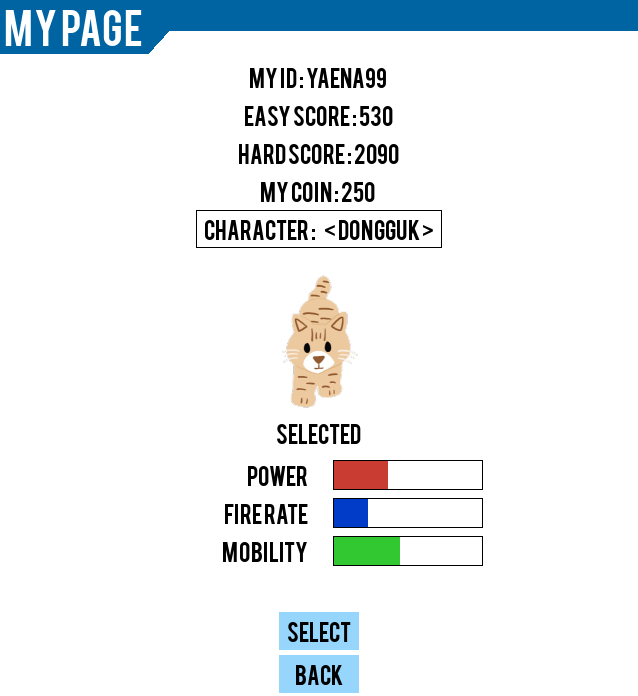 MY PAGE
MY ID : YAENA99
EASY SCORE : 530
HARD SCORE : 2090
MY COIN : 250
CHARACTER : < DONGGUK >
SELECTED
POWER
FIRE RATE
MOBILITY
SELECT
BACK